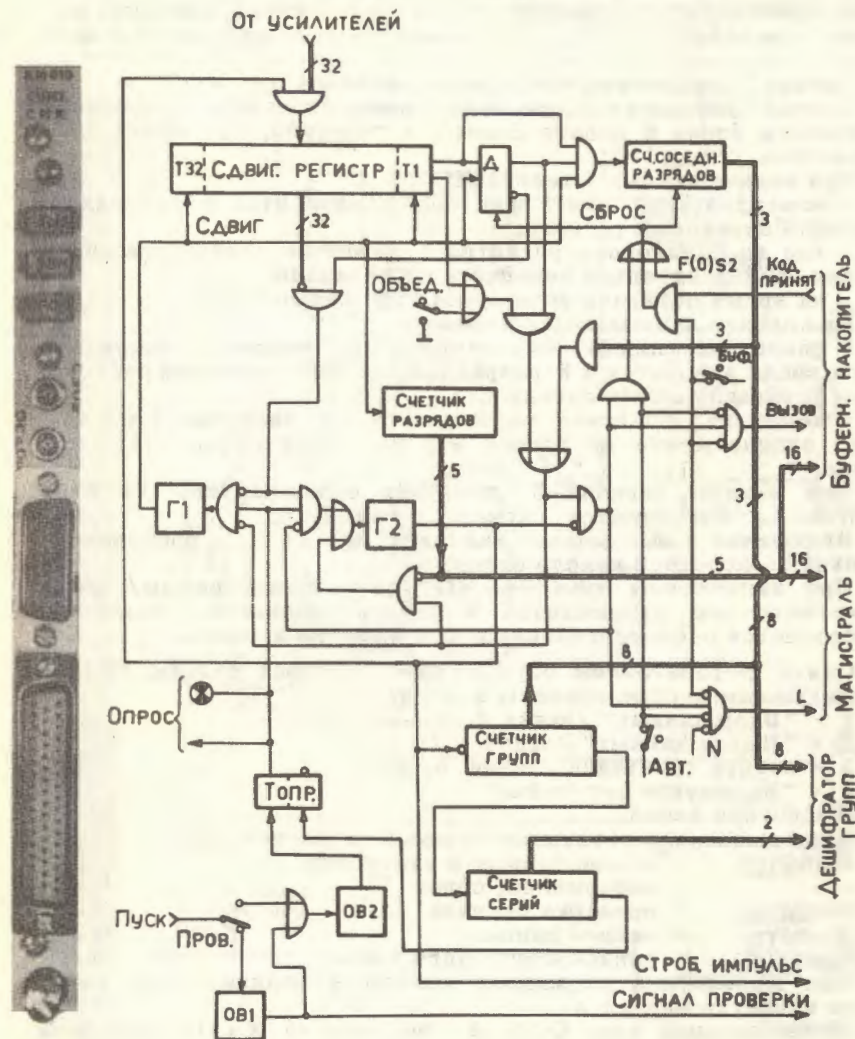 От усилителей
32
Т32 Сдвиг. регистр Т1
Д
Сч. соседн. разрядов
Сдвиг
32
Сброс
3
Объед.
F(0)S2
Код принят
3
Буф.
Счетчик разрядов
Вызов
5
16
3
Буферн. накопитель
Г1
Г2
5
16
8
Магистраль
8
L
Опрос
Счетчик групп
Авт.
N
8
Топр.
2
Дешифратор групп
Счетчик серый
Пуск
Пров.
ОВ2
Строб. импульс
Сигнал проверки
ОВ1